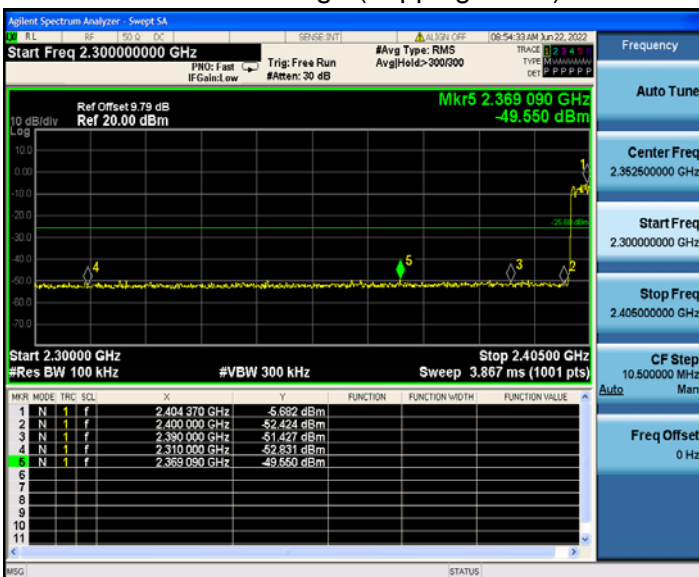 Agilent Spectrum Analyzer - Swept SA
RL RF 50 Ω DC SENSE:INT ALIGN OFF 08:54:33 AM Jun 22, 2022
Start Freq 2.300000000 GHz
PNO: Fast
IFGain:Low
Trig: Free Run
#Atten: 30 dB
#Avg Type: RMS
Avg|Hold:>300/300
TRACE 1 2 3 4 5 6
TYPE M
DET P P P P P P
Ref Offset 9.79 dB
10 dB/div Ref 20.00 dBm
Log
Mkr5 2.369 090 GHz
-49.550 dBm
10.0
0.00
-10.0
-20.0
-30.0
-40.0
-50.0
-60.0
-70.0
1
4
5
3
2
Start 2.30000 GHz Stop 2.40500 GHz
#Res BW 100 kHz #VBW 300 kHz Sweep 3.867 ms (1001 pts)
MKR MODE TRC SCL X Y FUNCTION FUNCTION WIDTH FUNCTION VALUE
1 N 1 f 2.404 370 GHz -5.682 dBm
2 N 1 f 2.400 000 GHz -52.424 dBm
3 N 1 f 2.390 000 GHz -51.427 dBm
4 N 1 f 2.310 000 GHz -52.831 dBm
5 N 1 f 2.369 090 GHz -49.550 dBm
6
7
8
9
10
11
MSG STATUS
Frequency
Auto Tune
Center Freq
2.352500000 GHz
Start Freq
2.300000000 GHz
Stop Freq
2.405000000 GHz
CF Step
10.500000 MHz
Auto Man
Freq Offset
0 Hz